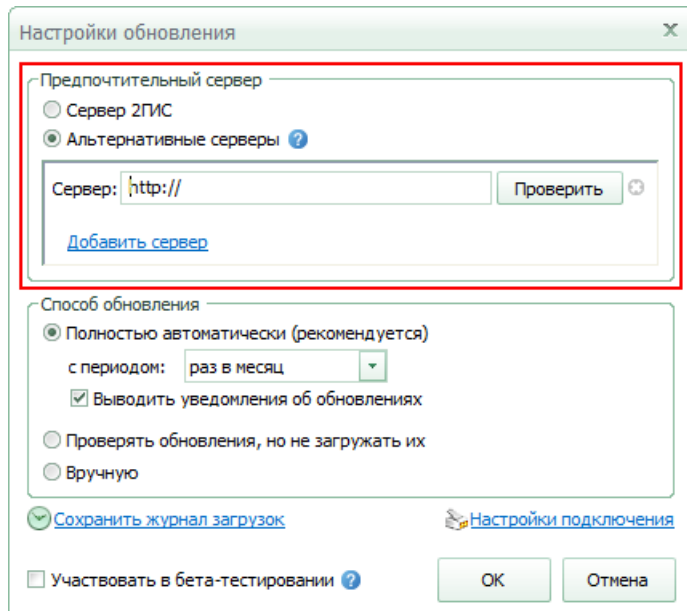 Настройки обновления
Предпочтительный сервер
Сервер 2ГИС
Альтернативные серверы ?
Сервер: http:// Проверить
Добавить сервер
Способ обновления
Полностью автоматически (рекомендуется)
с периодом: раз в месяц
Выводить уведомления об обновлениях
Проверять обновления, но не загружать их
Вручную
Сохранить журнал загрузок Настройки подключения
Участвовать в бета-тестировании ? ОК Отмена